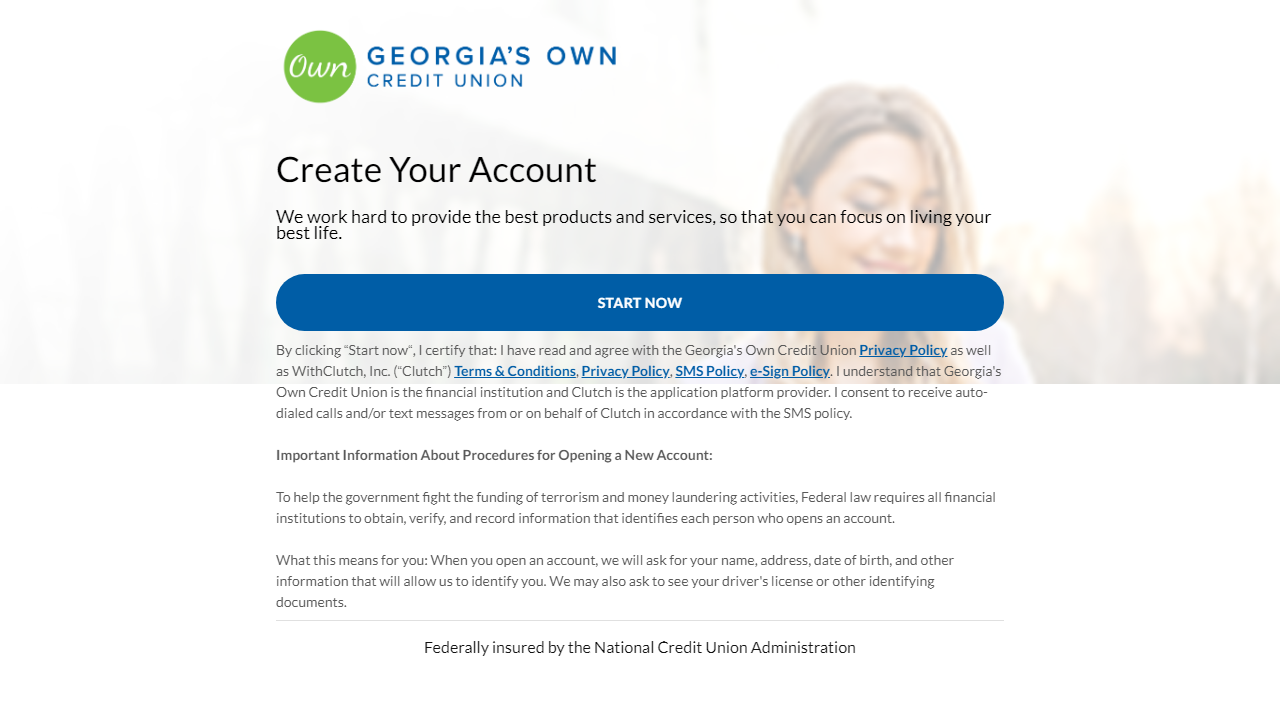 Own
GEORGIA'S OWN
CREDIT UNION
Create Your Account
We work hard to provide the best products and services, so that you can focus on living your
best life.
START NOW
By clicking “Start now“, I certify that: I have read and agree with the Georgia's Own Credit Union Privacy Policy as well
as WithClutch, Inc. (“Clutch”) Terms & Conditions, Privacy Policy, SMS Policy, e-Sign Policy. I understand that Georgia's
Own Credit Union is the financial institution and Clutch is the application platform provider. I consent to receive auto-
dialed calls and/or text messages from or on behalf of Clutch in accordance with the SMS policy.
Important Information About Procedures for Opening a New Account:
To help the government fight the funding of terrorism and money laundering activities, Federal law requires all financial
institutions to obtain, verify, and record information that identifies each person who opens an account.
What this means for you: When you open an account, we will ask for your name, address, date of birth, and other
information that will allow us to identify you. We may also ask to see your driver's license or other identifying
documents.
Federally insured by the National Credit Union Administration